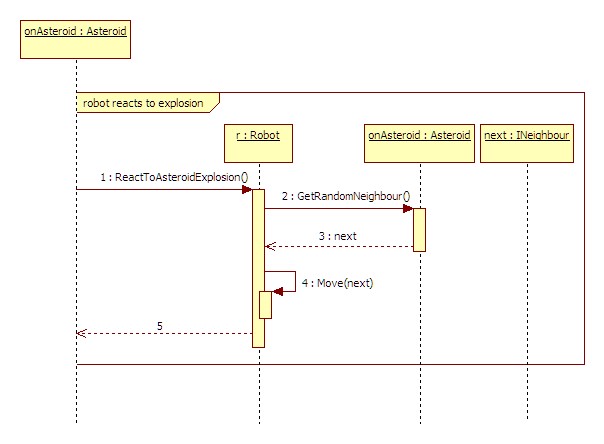 onAsteroid : Asteroid
robot reacts to explosion
r : Robot
onAsteroid : Asteroid
next : INeighbour
1 : ReactToAsteroidExplosion()
2 : GetRandomNeighbour()
3 : next
4 : Move(next)
5